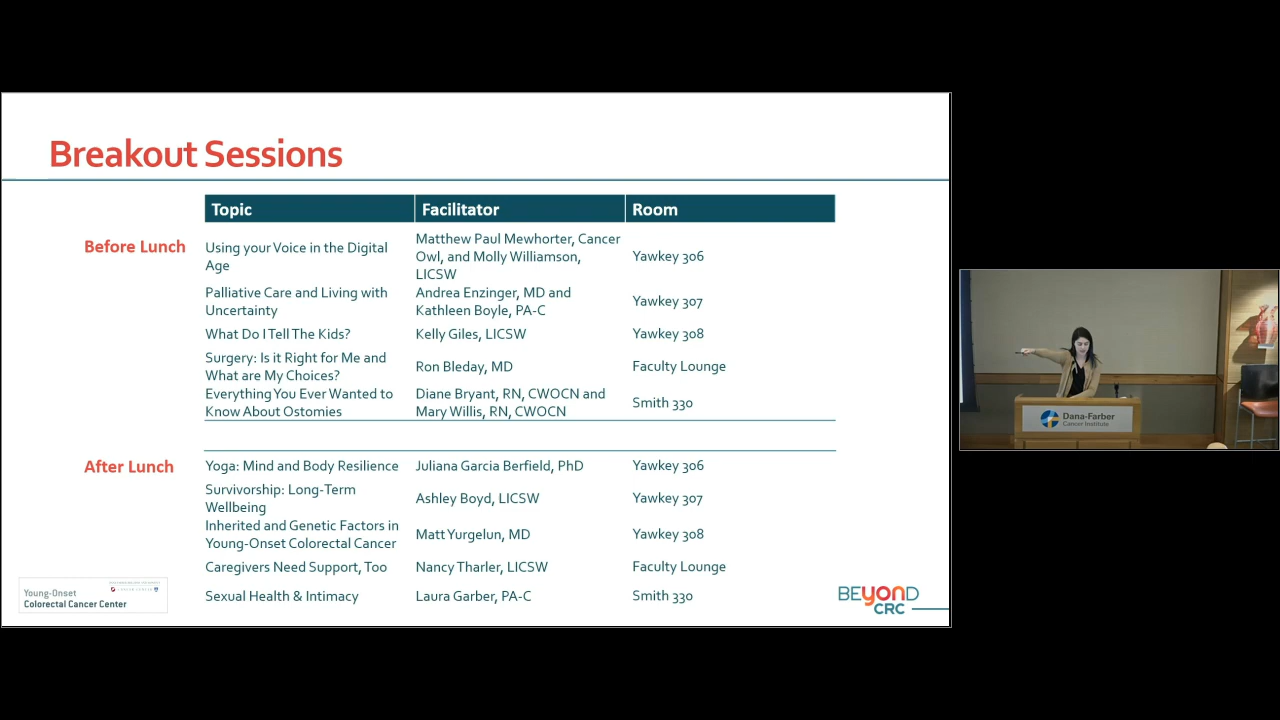 Breakout Sessions
Topic Facilitator Room
Before Lunch
Using your Voice in the Digital
Age
Matthew Paul Mewhorter, Cancer
Owl, and Molly Williamson,
LICSW
Yawkey 306
Palliative Care and Living with
Uncertainty
Andrea Enzinger, MD and
Kathleen Boyle, PA-C
Yawkey 307
What Do I Tell The Kids?
Kelly Giles, LICSW
Yawkey 308
Surgery: Is it Right for Me and
What are My Choices?
Ron Bleday, MD
Faculty Lounge
Everything You Ever Wanted to
Know About Ostomies
Diane Bryant, RN, CWOCN and
Mary Willis, RN, CWOCN
Smith 330
After Lunch
Yoga: Mind and Body Resilience
Juliana Garcia Berfield, PhD
Yawkey 306
Survivorship: Long-Term
Wellbeing
Ashley Boyd, LICSW
Yawkey 307
Inherited and Genetic Factors in
Young-Onset Colorectal Cancer
Matt Yurgelun, MD
Yawkey 308
Caregivers Need Support, Too
Nancy Tharler, LICSW
Faculty Lounge
Sexual Health & Intimacy
Laura Garber, PA-C
Smith 330
Young-Onset
Colorectal Cancer Center
BEYOND
CRC
Dana-Farber
Cancer Institute